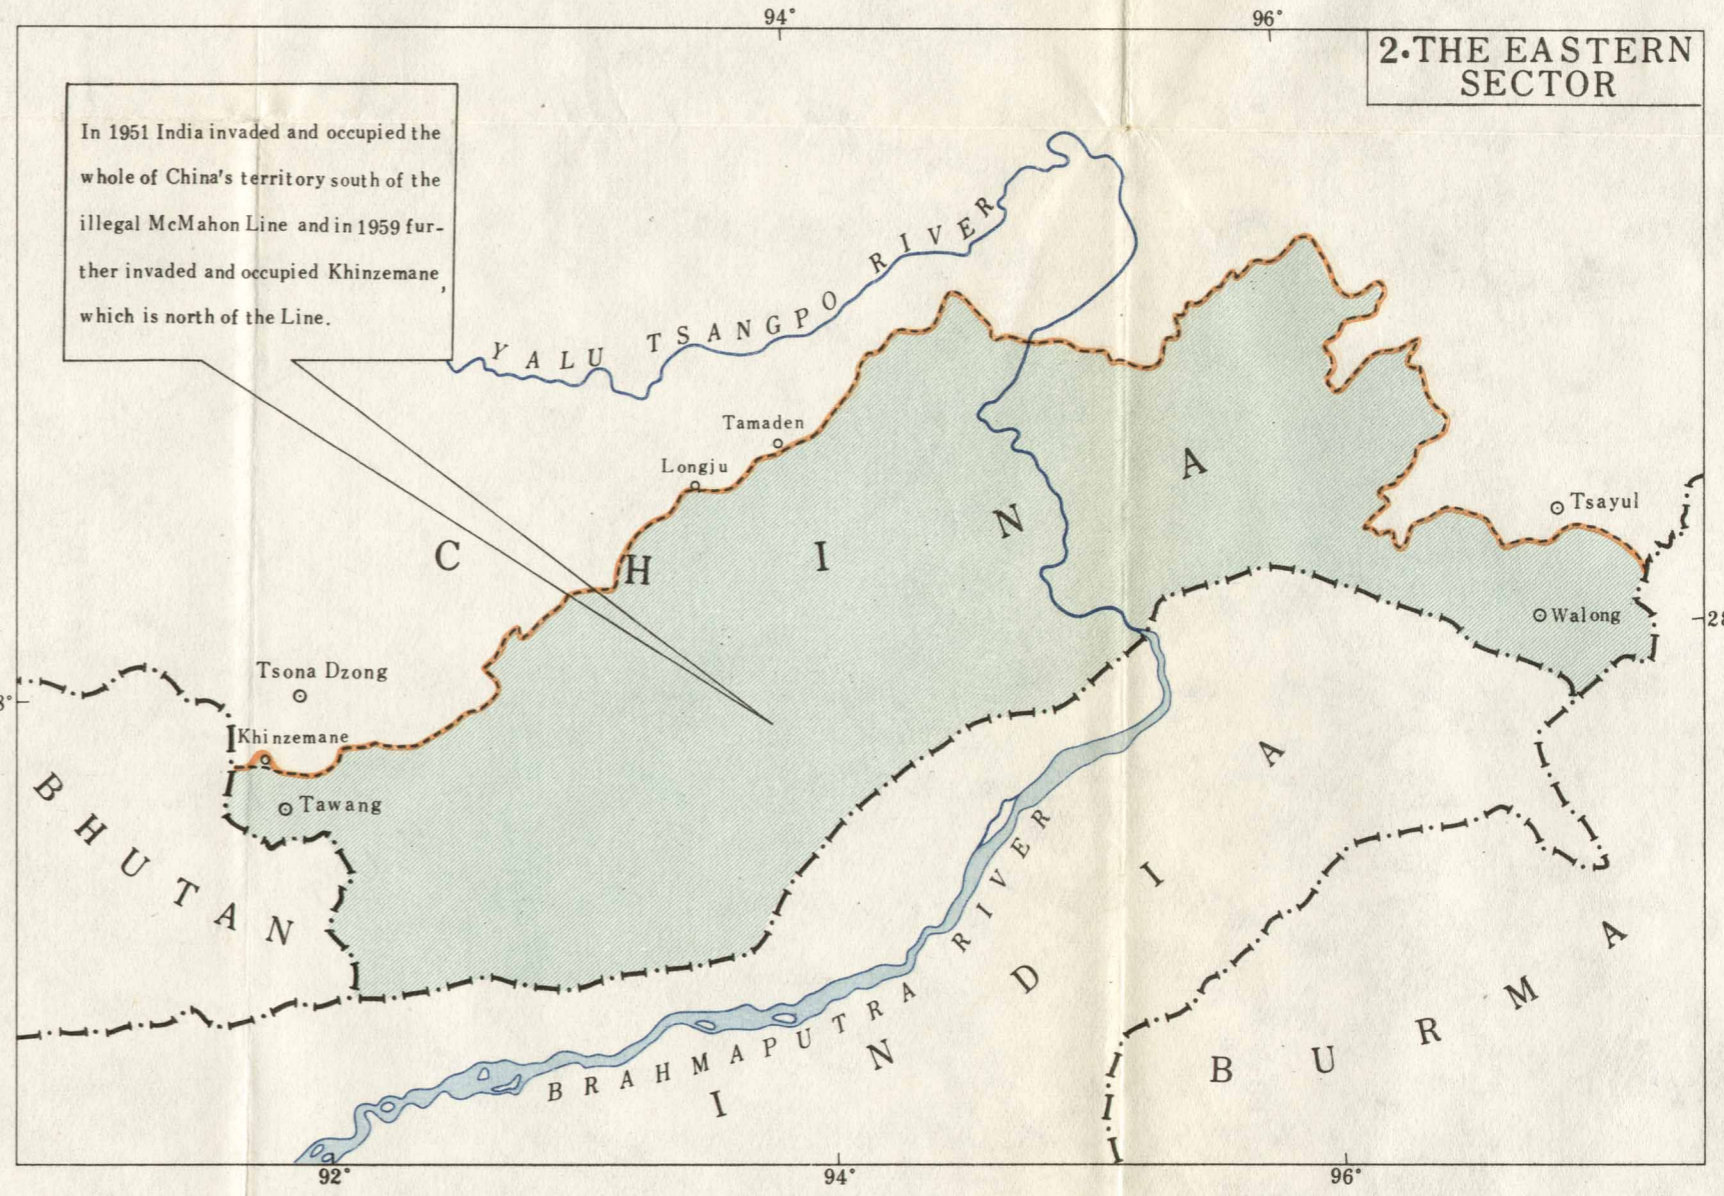 94°
96°
2.THE EASTERN
SECTOR
In 1951 India invaded and occupied the
whole of China's territory south of the
illegal McMahon Line and in 1959 fur-
ther invaded and occupied Khinzemane,
which is north of the Line.
YALU TSANGPO RIVER
Tamaden
Longju
CHINA
Tsayul
Walong
28
Tsona Dzong
8°
Khinzemane
Tawang
BHUTAN
BRAHMAPUTRA RIVER
INDIA
BURMA
92°
94°
96°